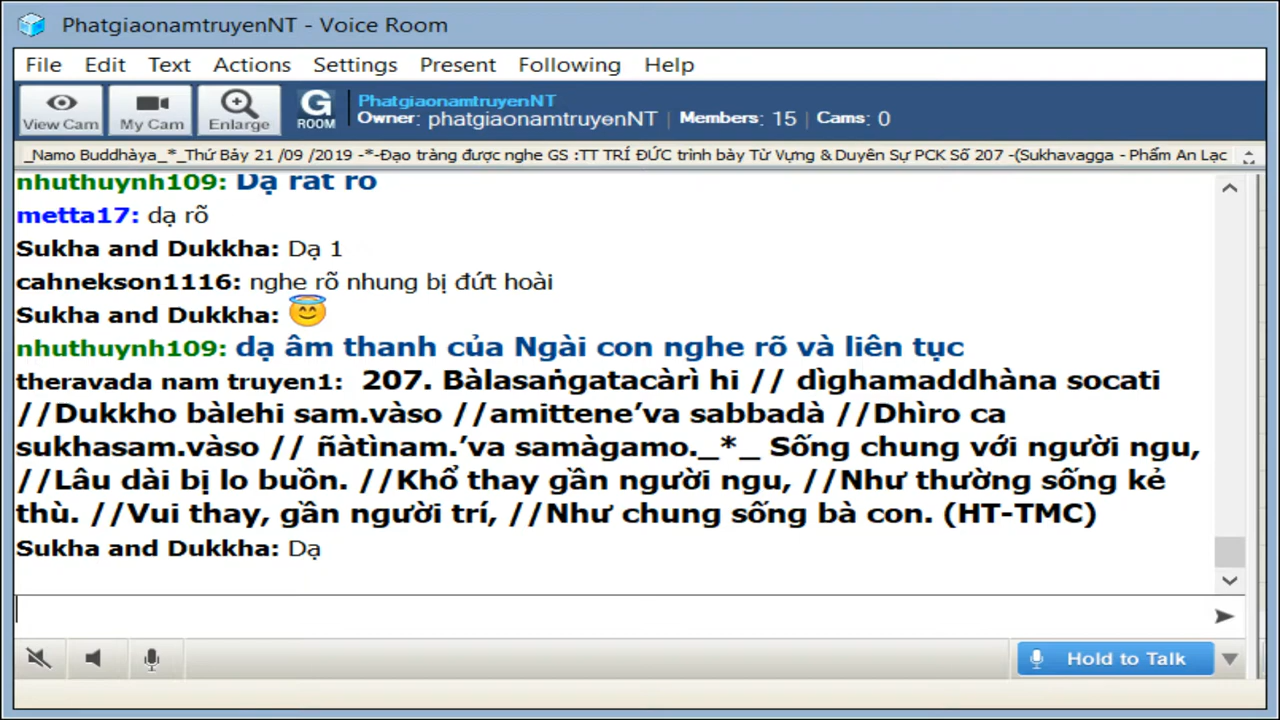 PhatgiaonamtruyenNT - Voice Room
File Edit Text Actions Settings Present Following Help
View Cam My Cam Enlarge G ROOM PhatgiaonamtruyenNT
Owner: phatgiaonamtruyenNT | Members: 15 | Cams: 0
_Namo Buddhàya_*_Thứ Bảy 21 /09 /2019 -*-Đạo tràng được nghe GS :TT TRÍ ĐỨC trình bày Từ Vựng & Duyên Sự PCK Số 207 -(Sukhavagga - Phẩm An Lạc
nhuthuynh109: Dạ rất rõ
metta17: dạ rõ
Sukha and Dukkha: Dạ 1
cahnekson1116: nghe rõ nhung bị đứt hoài
Sukha and Dukkha: 😇
nhuthuynh109: dạ âm thanh của Ngài con nghe rõ và liên tục
theravada nam truyen1: 207. Bàlasaṅgatacàrì hi // dìghamaddhàna socati
//Dukkho bàlehi sam.vàso //amittene’va sabbadà //Dhìro ca
sukhasam.vàso // ñàtìnam.’va samàgamo._*_ Sống chung với người ngu,
//Lâu dài bị lo buồn. //Khổ thay gần người ngu, //Như thường sống kẻ
thù. //Vui thay, gần người trí, //Như chung sống bà con. (HT-TMC)
Sukha and Dukkha: Dạ
Hold to Talk